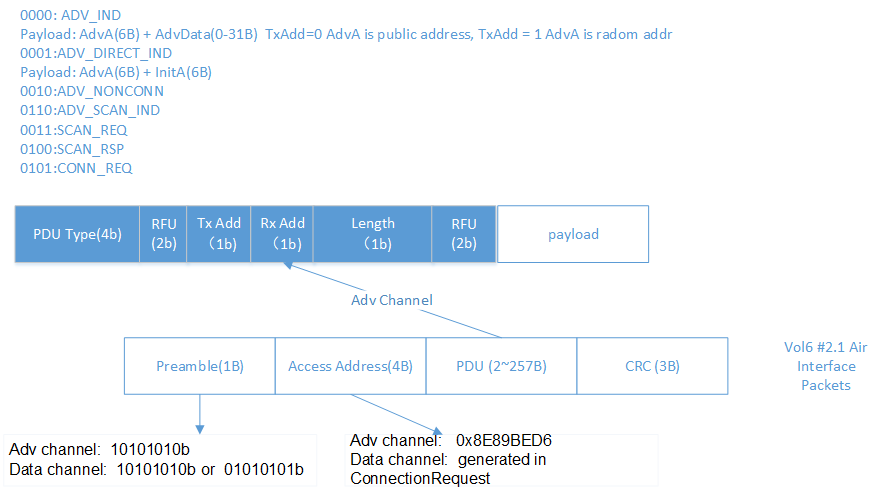 0000: ADV_IND
Payload: AdvA(6B) + AdvData(0-31B)  TxAdd=0 AdvA is public address, TxAdd = 1 AdvA is radom addr
0001:ADV_DIRECT_IND
Payload: AdvA(6B) + InitA(6B)
0010:ADV_NONCONN
0110:ADV_SCAN_IND
0011:SCAN_REQ
0100:SCAN_RSP
0101:CONN_REQ
PDU Type(4b)
RFU
(2b)
Tx Add
（1b)
Rx Add
（1b)
Length
（1b)
RFU
(2b)
payload
Adv Channel
Preamble(1B)
Access Address(4B)
PDU (2~257B)
CRC (3B)
Vol6 #2.1 Air
Interface
Packets
Adv channel:  10101010b
Data channel:  10101010b or  01010101b
Adv channel:   0x8E89BED6
Data channel:  generated in
ConnectionRequest